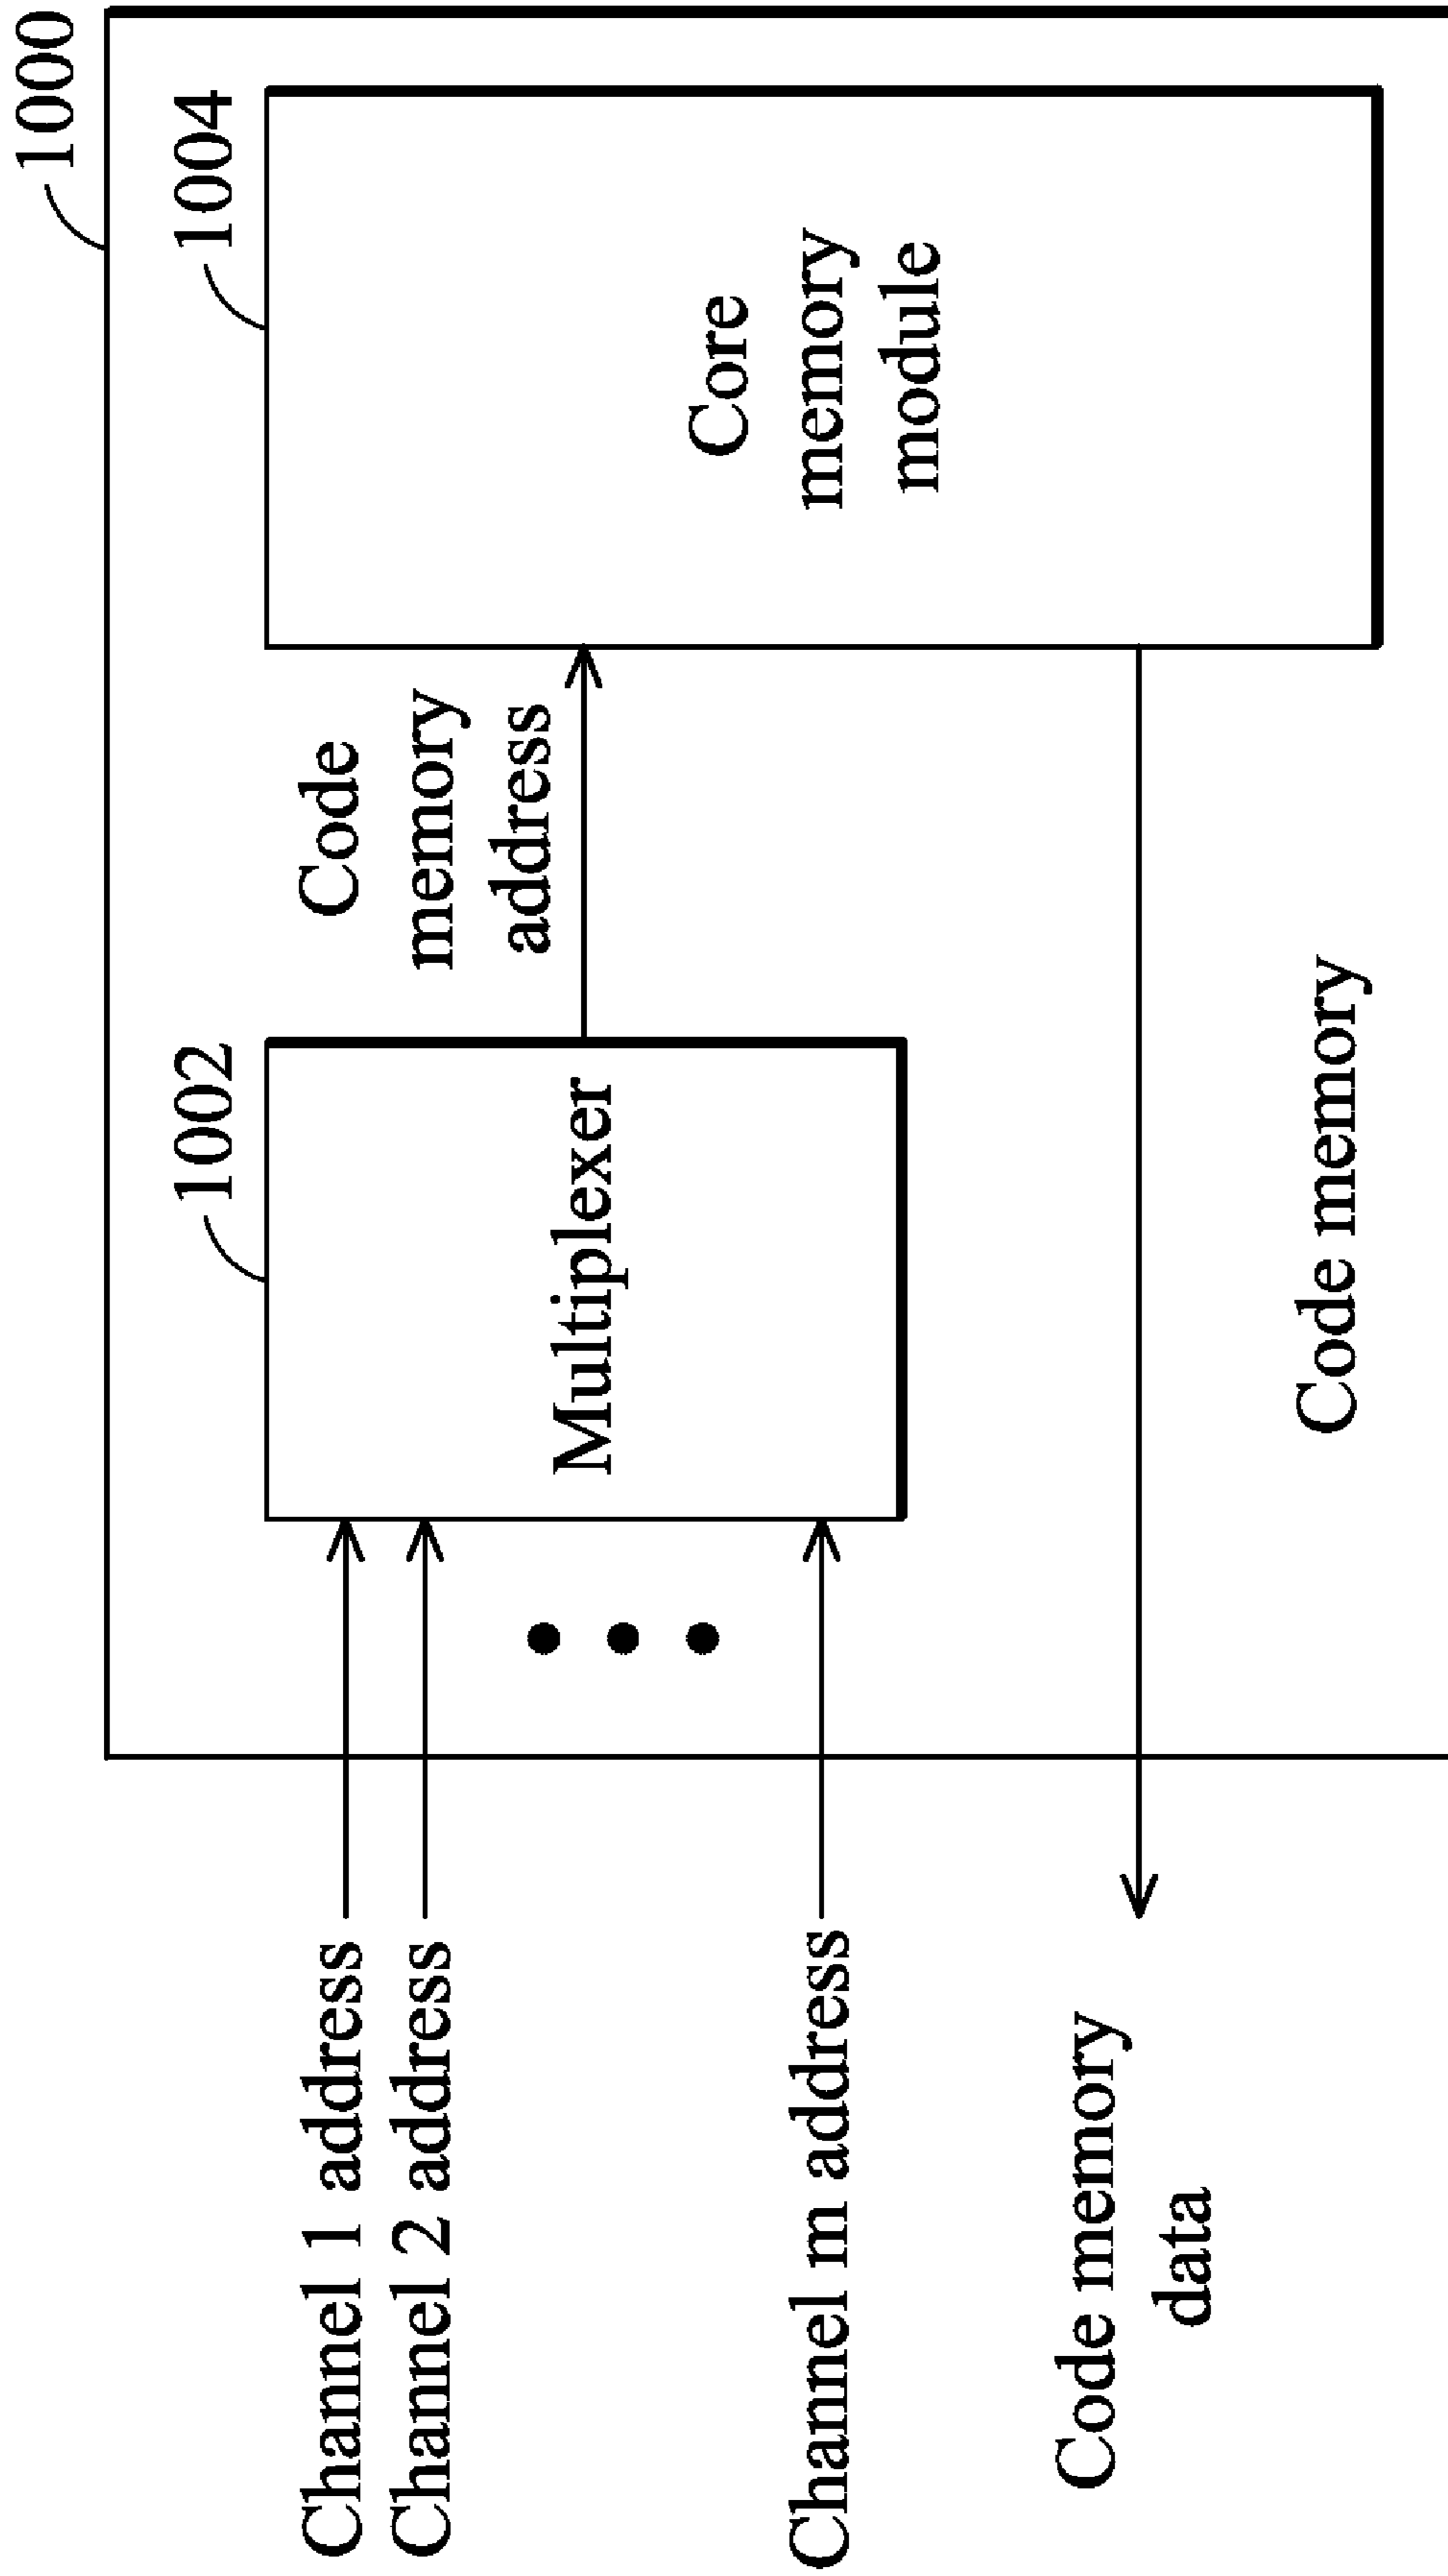 1000
1002
1004
Channel 1 address
Channel 2 address
Channel m address
Multiplexer
Code
memory
address
Core
memory
module
Code memory
data
Code memory